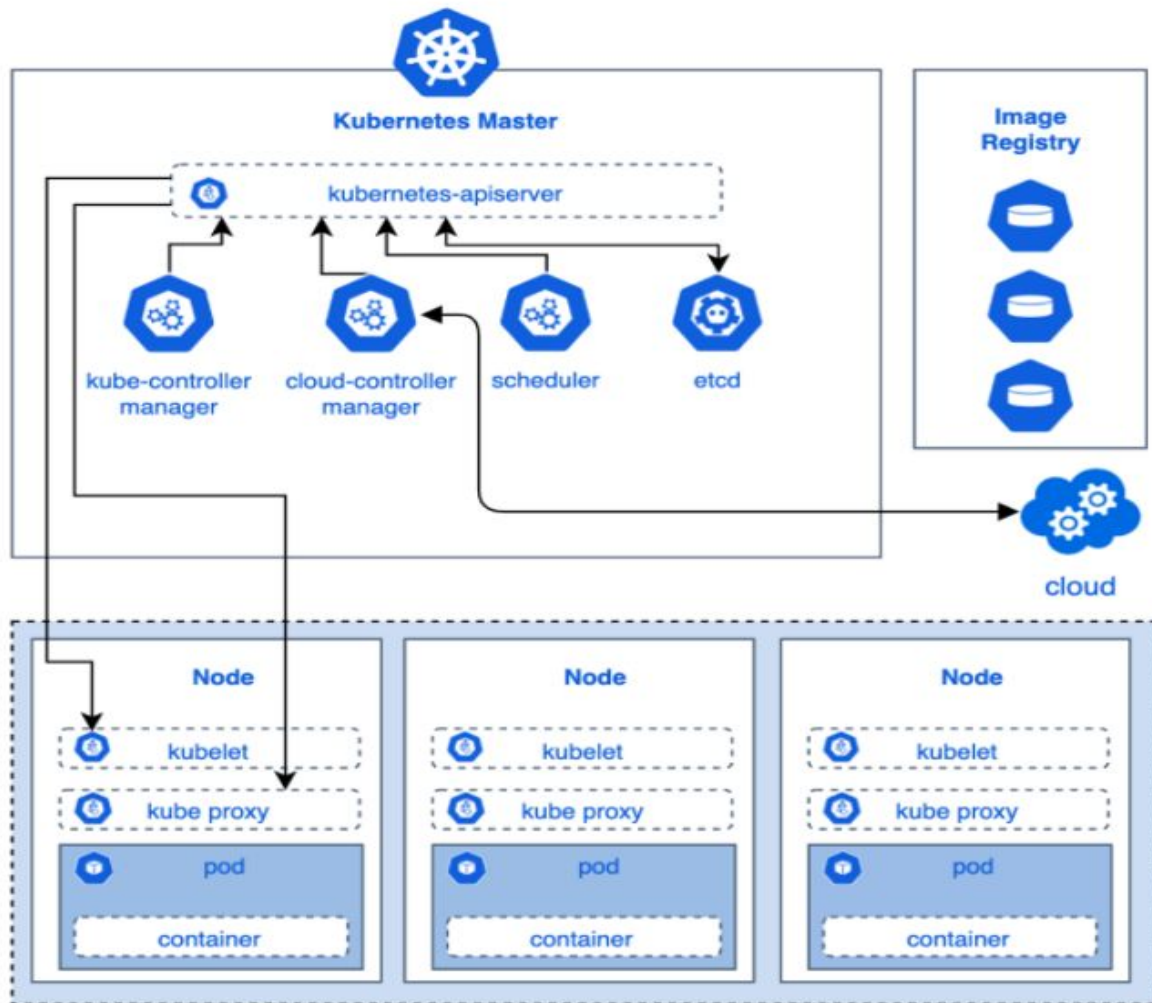 Kubernetes Master
kubernetes-apiserver
kube-controller
manager
cloud-controller
manager
scheduler
etcd
Image
Registry
cloud
Node
kubelet
kube proxy
pod
container
Node
kubelet
kube proxy
pod
container
Node
kubelet
kube proxy
pod
container